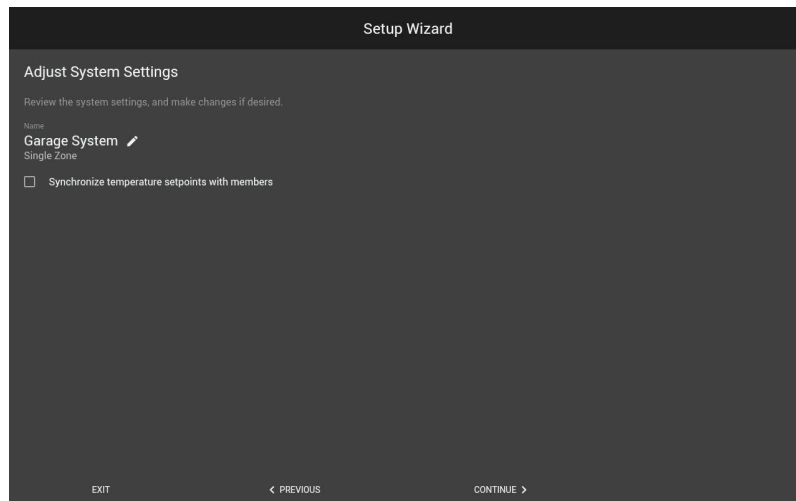 Setup Wizard
Adjust System Settings
Review the system settings, and make changes if desired.
Name
Garage System
Single Zone
Synchronize temperature setpoints with members
EXIT
PREVIOUS
CONTINUE